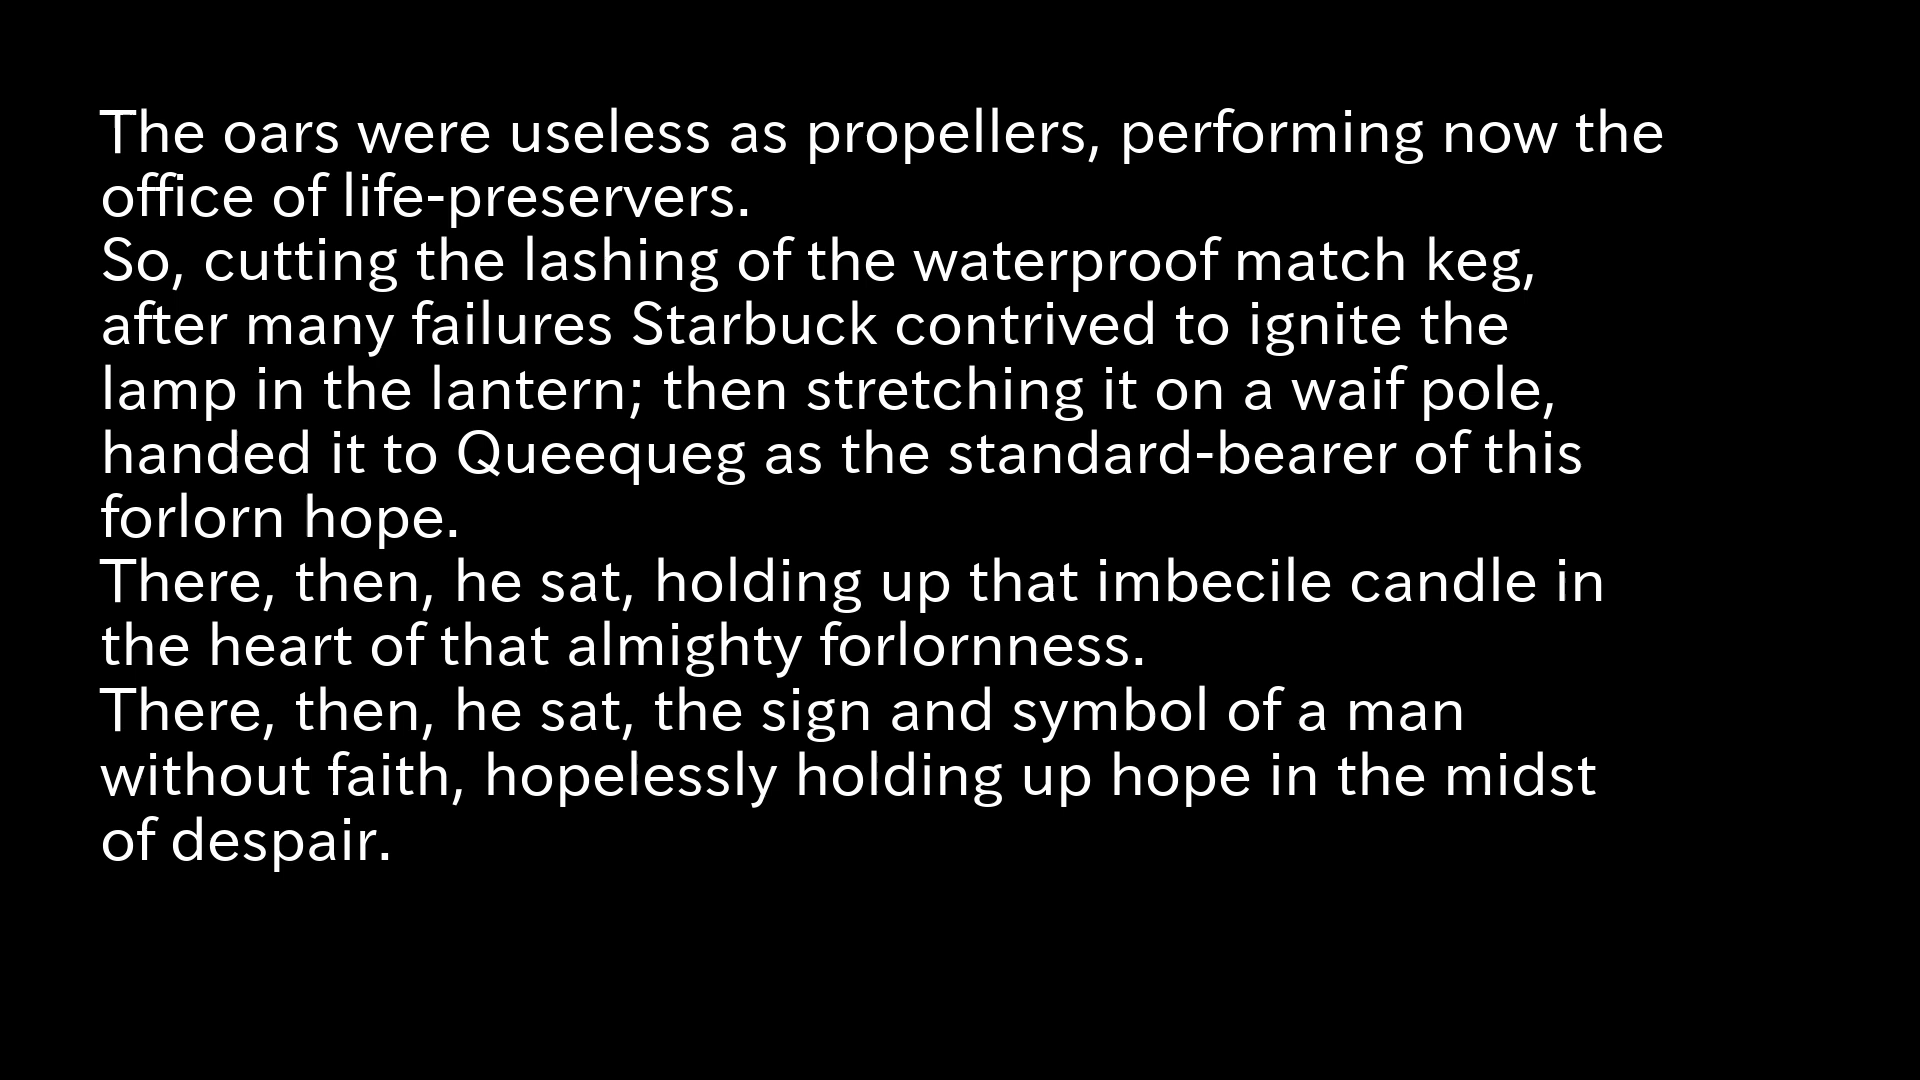 The oars were useless as propellers, performing now the
office of life-preservers.
So, cutting the lashing of the waterproof match keg,
after many failures Starbuck contrived to ignite the
lamp in the lantern; then stretching it on a waif pole,
handed it to Queequeg as the standard-bearer of this
forlorn hope.
There, then, he sat, holding up that imbecile candle in
the heart of that almighty forlornness.
There, then, he sat, the sign and symbol of a man
without faith, hopelessly holding up hope in the midst
of despair.